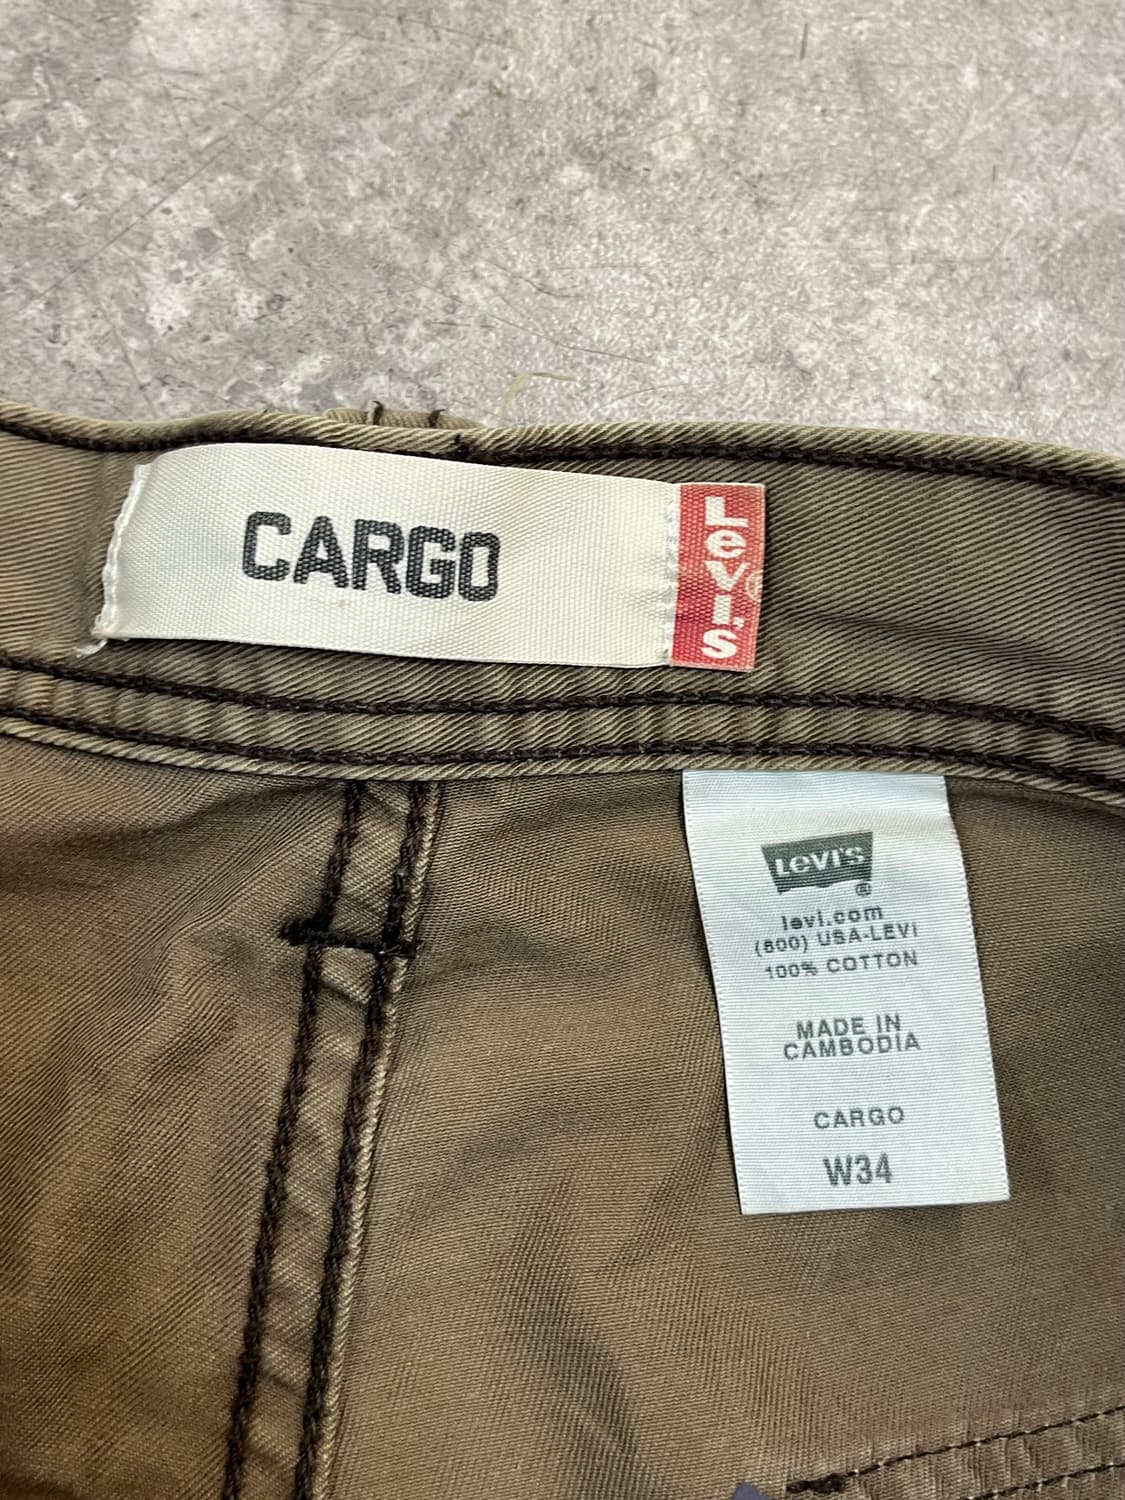 CARGO
Levi's
LEVI'S
®
levi.com
(800) USA-LEVI
100% COTTON
MADE IN
CAMBODIA
CARGO
W34